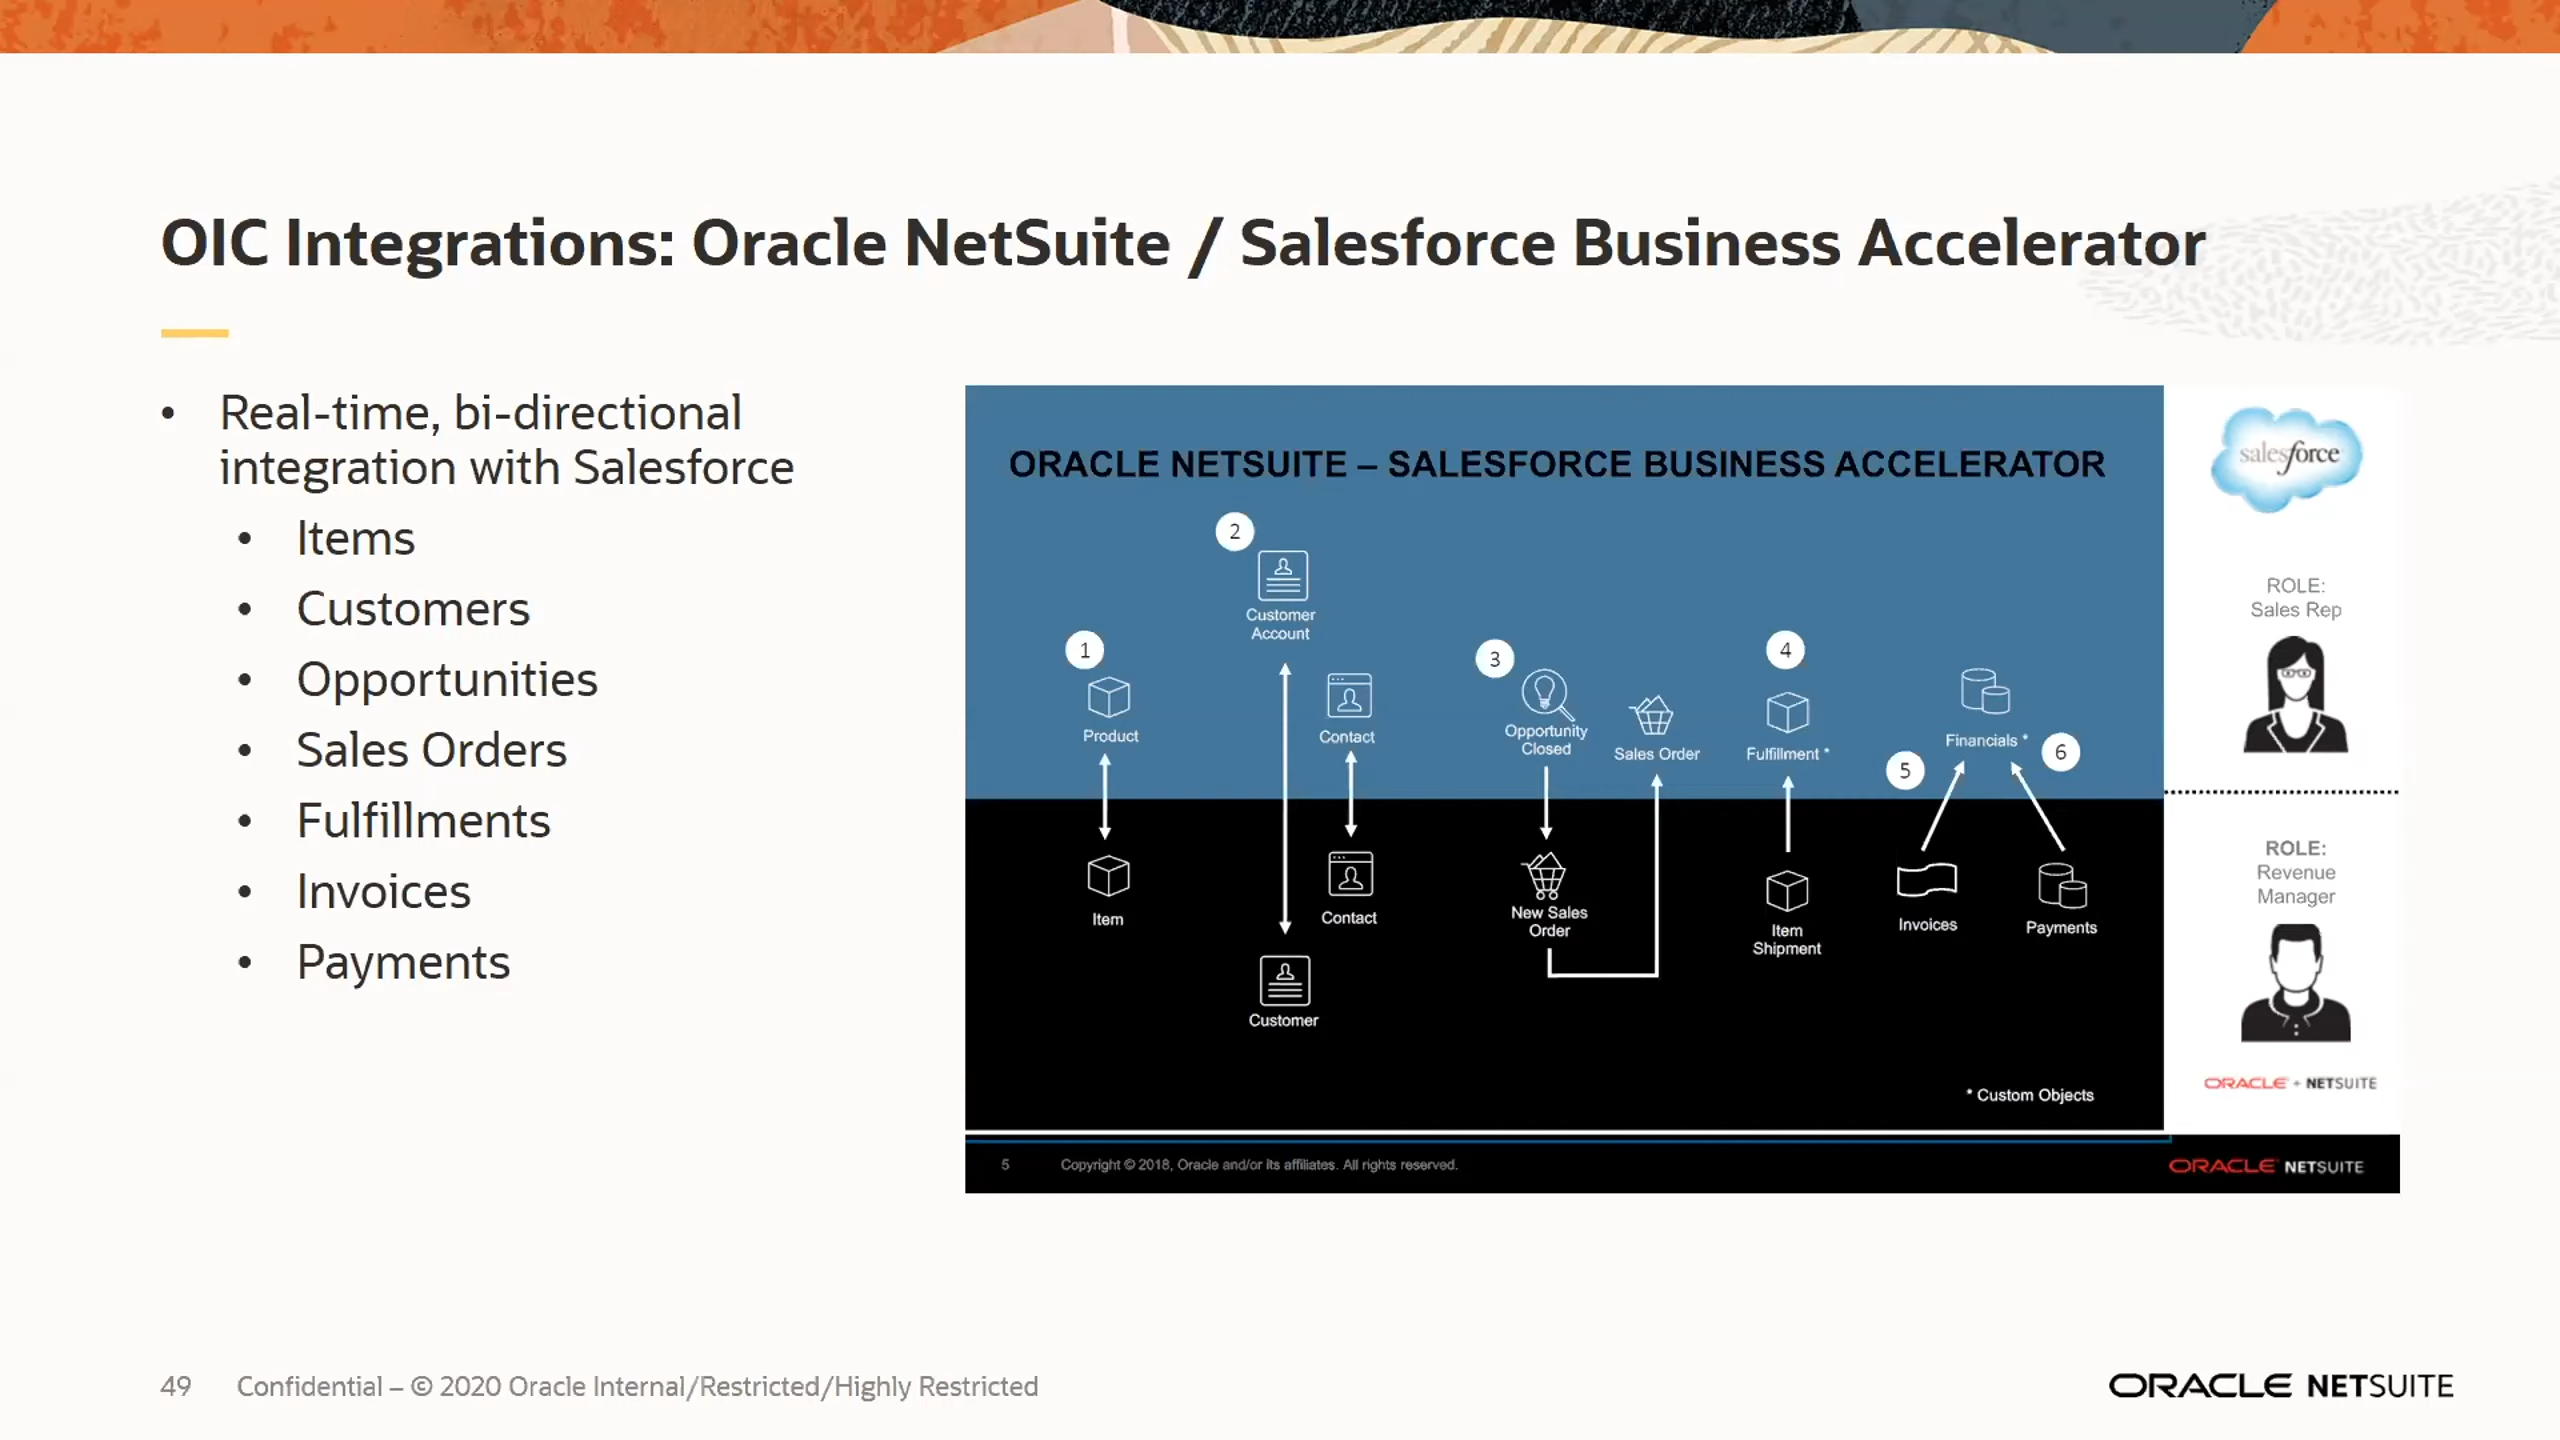 OIC Integrations: Oracle NetSuite / Salesforce Business Accelerator
• Real-time, bi-directional
integration with Salesforce
• Items
• Customers
• Opportunities
• Sales Orders
• Fulfillments
• Invoices
• Payments
ORACLE NETSUITE – SALESFORCE BUSINESS ACCELERATOR
2
Customer
Account
1
Product
Contact
3
Opportunity
Closed
Sales Order
4
Fulfillment *
Financials *
5
6
Item
Contact
Customer
New Sales
Order
Item
Shipment
Invoices
Payments
* Custom Objects
salesforce
ROLE:
Sales Rep
ROLE:
Revenue
Manager
ORACLE + NETSUITE
5 Copyright © 2018, Oracle and/or its affiliates. All rights reserved.
ORACLE NETSUITE
49 Confidential – © 2020 Oracle Internal/Restricted/Highly Restricted
ORACLE NETSUITE